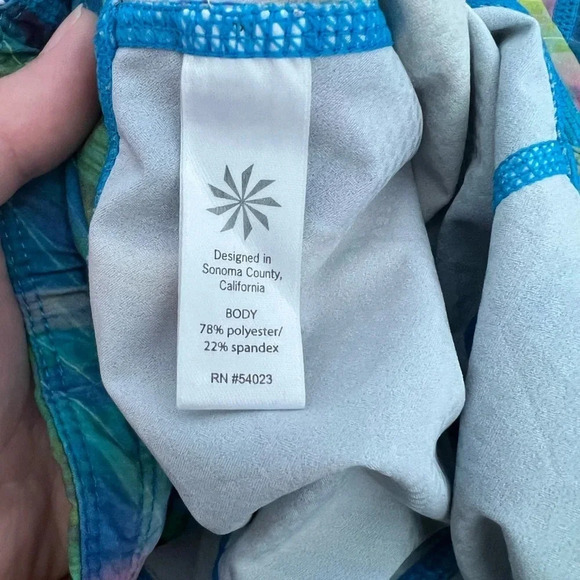 Designed in
Sonoma County,
California
BODY
78% polyester/
22% spandex
RN #54023